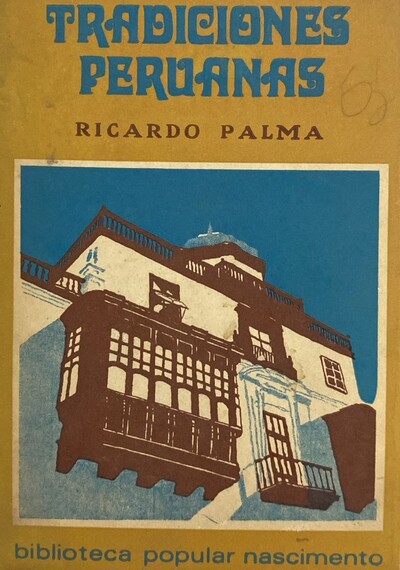 TRADICIONES
PERUANAS
RICARDO PALMA
biblioteca popular nascimento